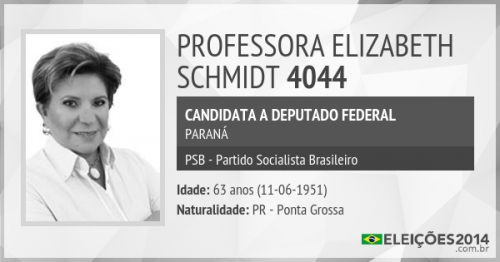 PROFESSORA ELIZABETH
SCHMIDT 4044
CANDIDATA A DEPUTADO FEDERAL
PARANÁ
PSB - Partido Socialista Brasileiro
Idade: 63 anos (11-06-1951)
Naturalidade: PR - Ponta Grossa
ELEIÇÕES2014
.com.br